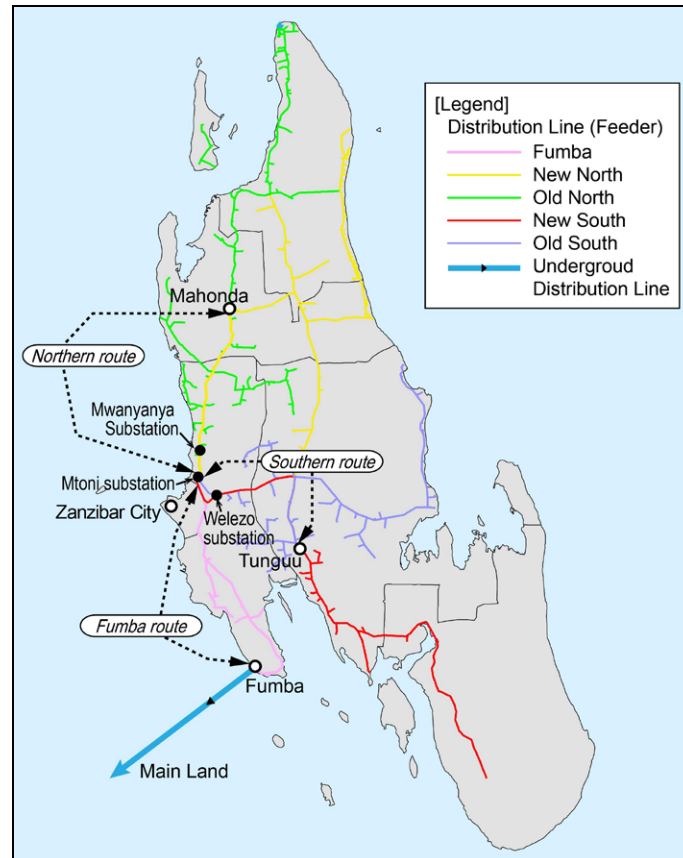 [Legend]
Distribution Line (Feeder)
Fumba
New North
Old North
New South
Old South
Undergroud
Distribution Line
Mahonda
Northern route
Mwanyanya
Substation
Southern route
Mtoni substation
Zanzibar City
Welezo
substation
Tunguu
Fumba route
Fumba
Main Land